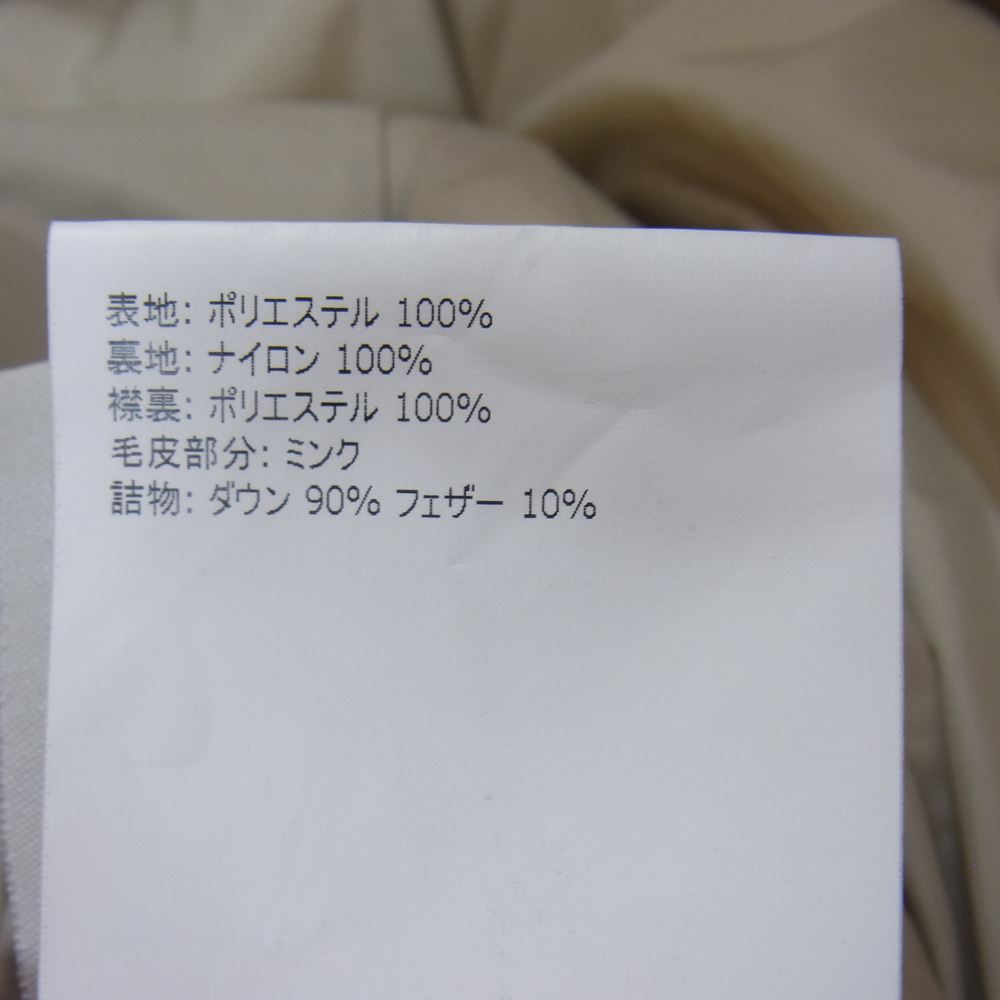 表地: ポリエステル 100%
裏地: ナイロン 100%
襟裏: ポリエステル 100%
毛皮部分: ミンク
詰物: ダウン 90% フェザー 10%